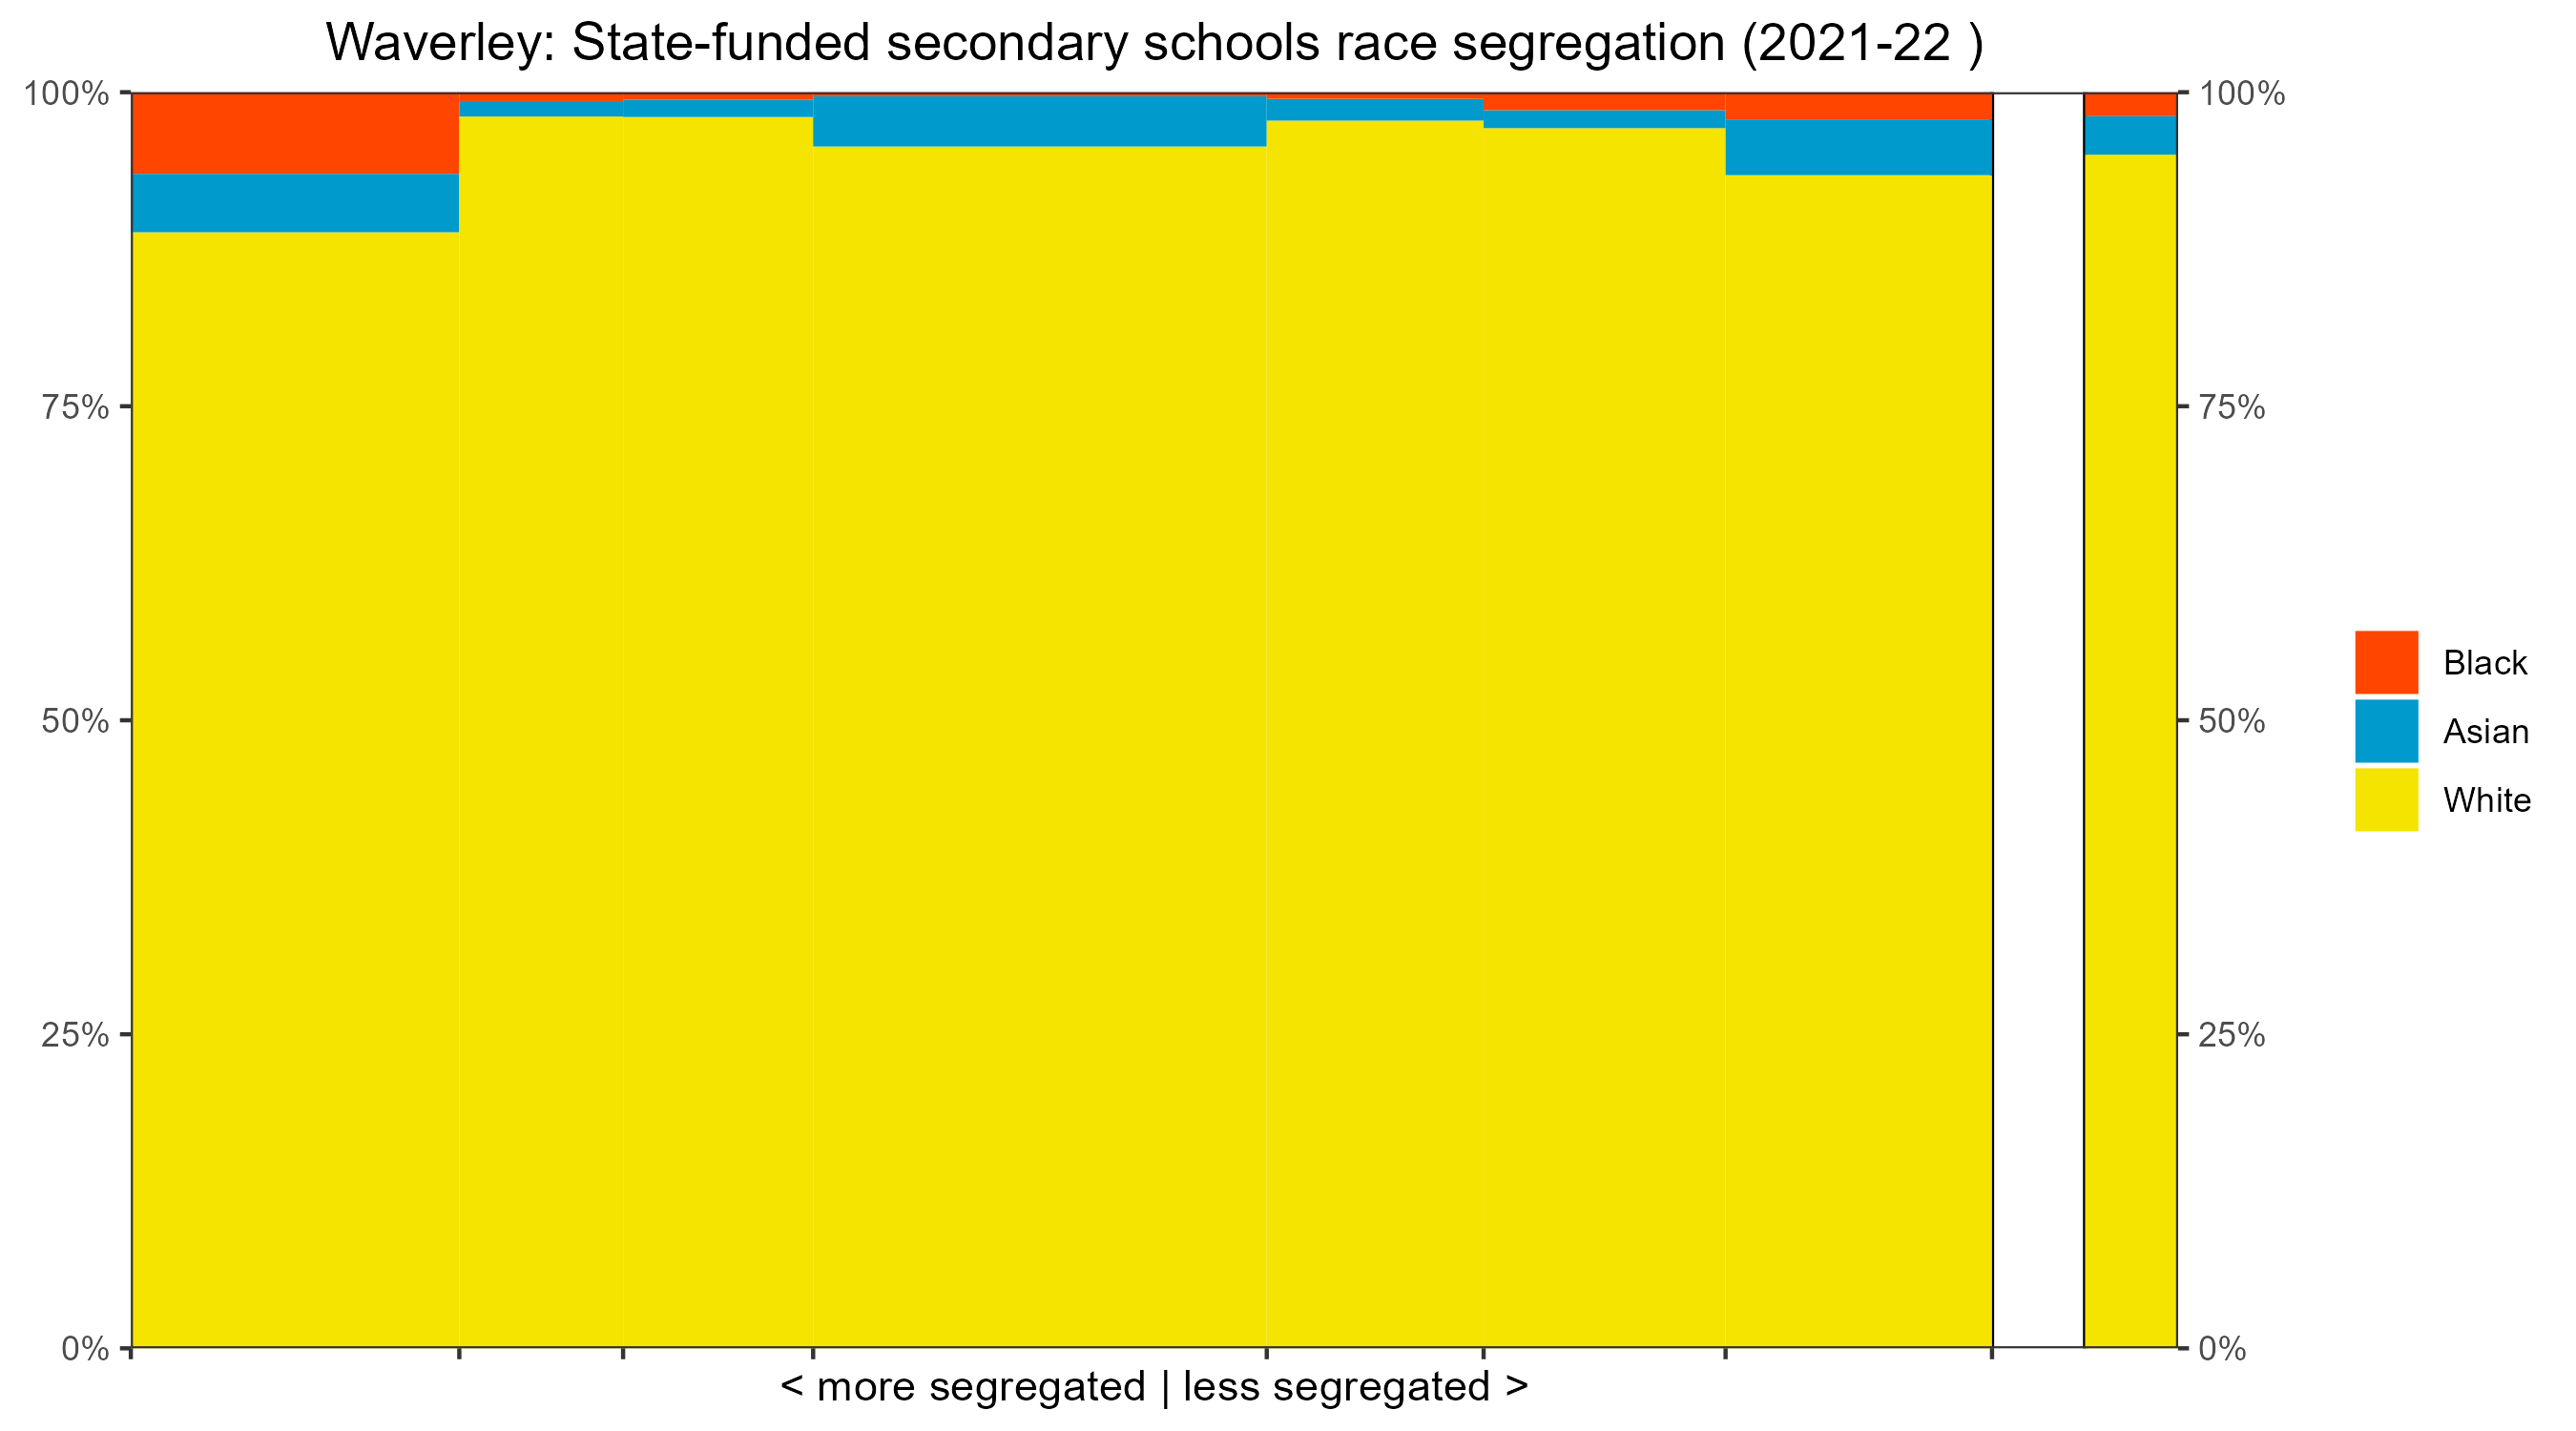 Waverley: State-funded secondary schools race segregation (2021-22 )
100%
75%
50%
25%
0%
100%
75%
50%
25%
0%
Black
Asian
White
< more segregated | less segregated >